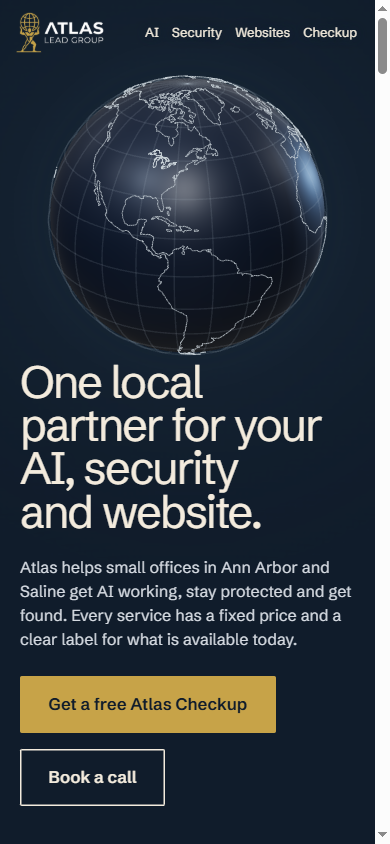 ATLAS
LEAD GROUP
AI Security Websites Checkup
One local
partner for your
AI, security
and website.
Atlas helps small offices in Ann Arbor and
Saline get AI working, stay protected and get
found. Every service has a fixed price and a
clear label for what is available today.
Get a free Atlas Checkup
Book a call